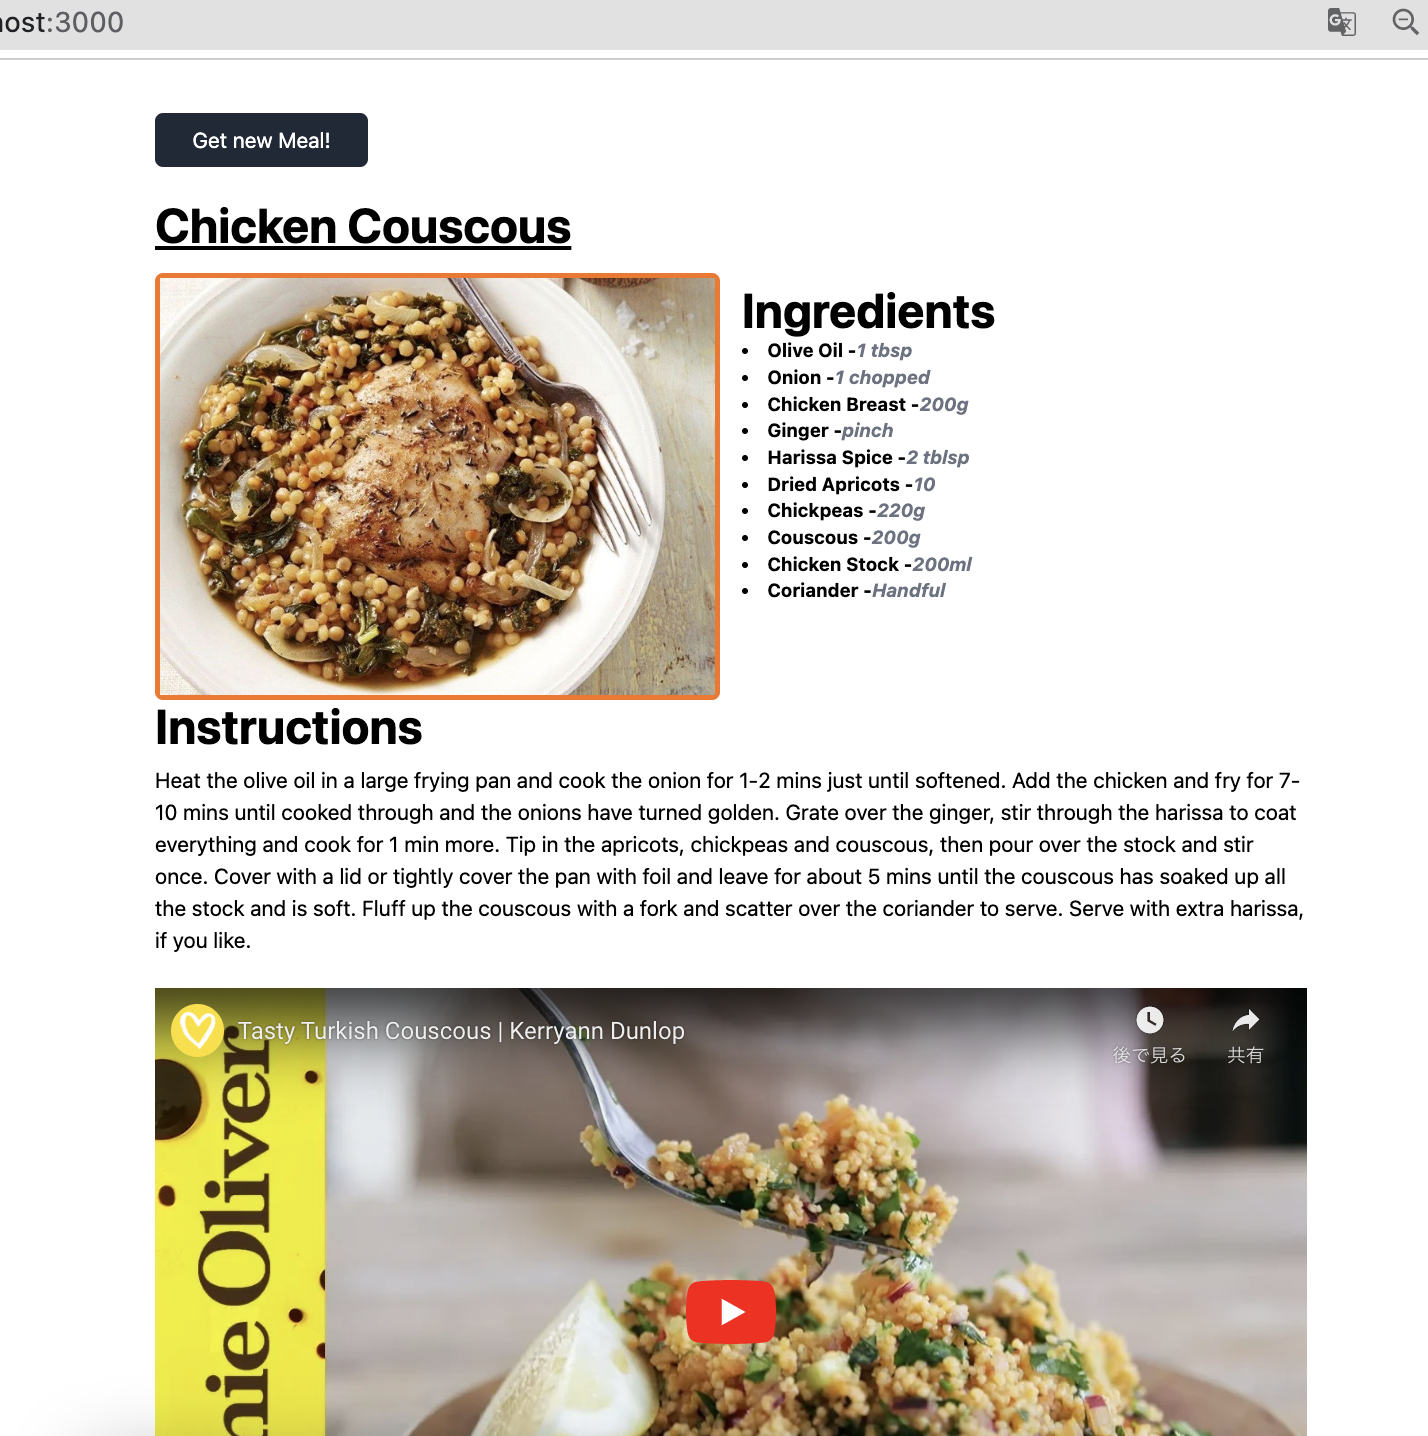 host:3000
Get new Meal!
Chicken Couscous
Ingredients
• Olive Oil -1 tbsp
• Onion -1 chopped
• Chicken Breast -200g
• Ginger -pinch
• Harissa Spice -2 tblsp
• Dried Apricots -10
• Chickpeas -220g
• Couscous -200g
• Chicken Stock -200ml
• Coriander -Handful
Instructions
Heat the olive oil in a large frying pan and cook the onion for 1-2 mins just until softened. Add the chicken and fry for 7-
10 mins until cooked through and the onions have turned golden. Grate over the ginger, stir through the harissa to coat
everything and cook for 1 min more. Tip in the apricots, chickpeas and couscous, then pour over the stock and stir
once. Cover with a lid or tightly cover the pan with foil and leave for about 5 mins until the couscous has soaked up all
the stock and is soft. Fluff up the couscous with a fork and scatter over the coriander to serve. Serve with extra harissa,
if you like.
Tasty Turkish Couscous | Kerryann Dunlop
後で見る
共有
nie Oliver